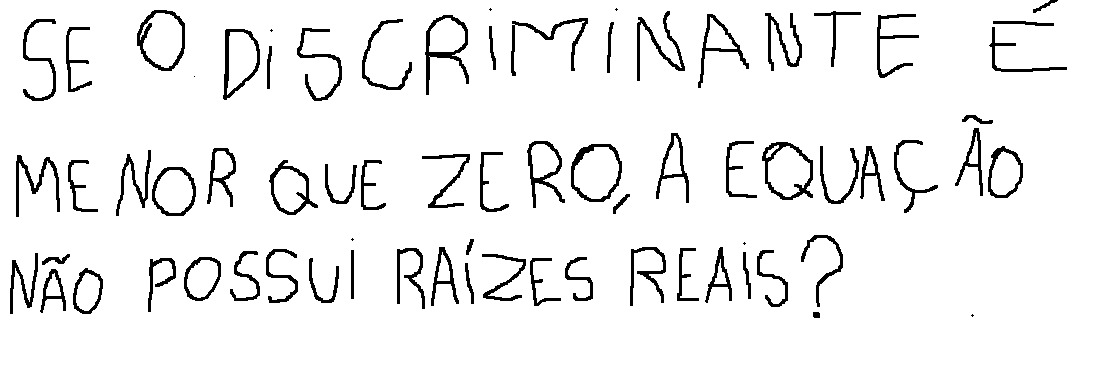 SE O DISCRIMINANTE É
MENOR QUE ZERO, A EQUAÇÃO
NÃO POSSUI RAÍZES REAIS?